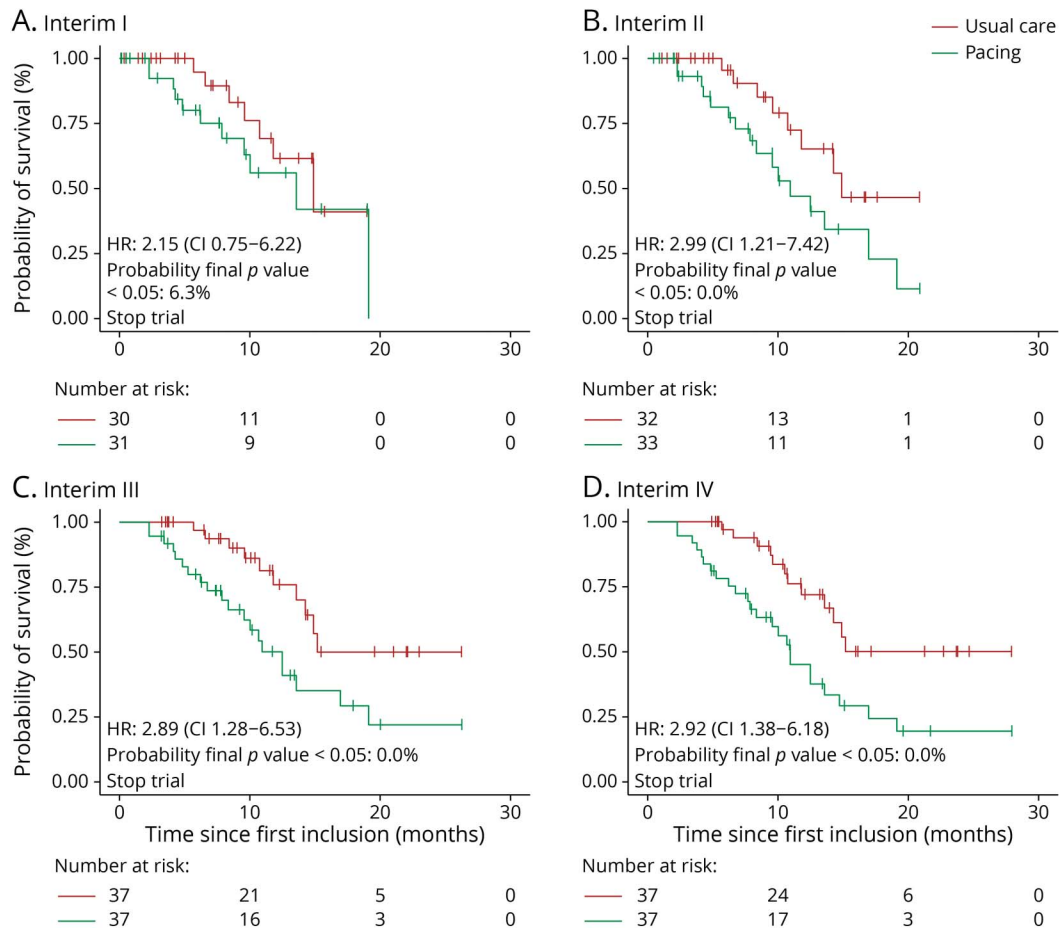 A. Interim I
Probability of survival (%)
1.00
0.75
0.50
0.25
0.00
HR: 2.15 (CI 0.75–6.22)
Probability final p value
< 0.05: 6.3%
Stop trial
0 10 20 30
Number at risk:
30 11 0 0
31 9 0 0
B. Interim II
Usual care
Pacing
1.00
0.75
0.50
0.25
0.00
HR: 2.99 (CI 1.21–7.42)
Probability final p value
< 0.05: 0.0%
Stop trial
0 10 20 30
Number at risk:
32 13 1 0
33 11 1 0
C. Interim III
Probability of survival (%)
1.00
0.75
0.50
0.25
0.00
HR: 2.89 (CI 1.28–6.53)
Probability final p value < 0.05: 0.0%
Stop trial
0 10 20 30
Time since first inclusion (months)
Number at risk:
37 21 5 0
37 16 3 0
D. Interim IV
1.00
0.75
0.50
0.25
0.00
HR: 2.92 (CI 1.38–6.18)
Probability final p value < 0.05: 0.0%
Stop trial
0 10 20 30
Time since first inclusion (months)
Number at risk:
37 24 6 0
37 17 3 0